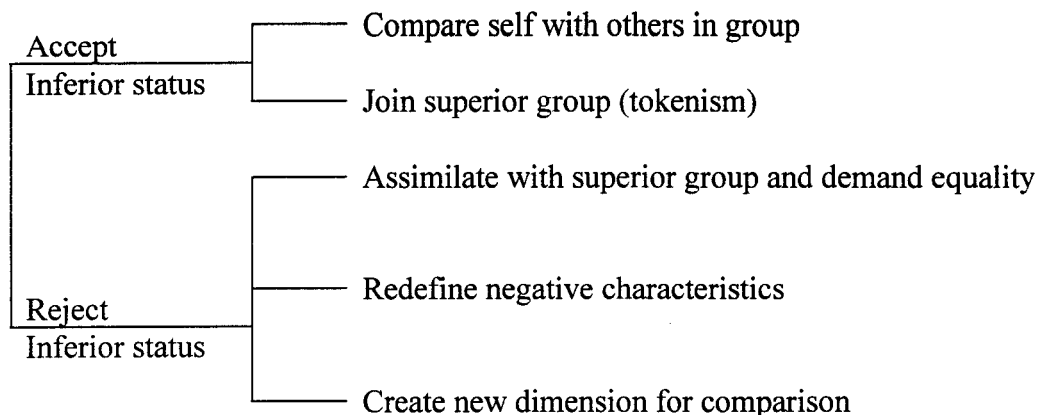 Accept
Inferior status
Compare self with others in group
Join superior group (tokenism)
Reject
Inferior status
Assimilate with superior group and demand equality
Redefine negative characteristics
Create new dimension for comparison